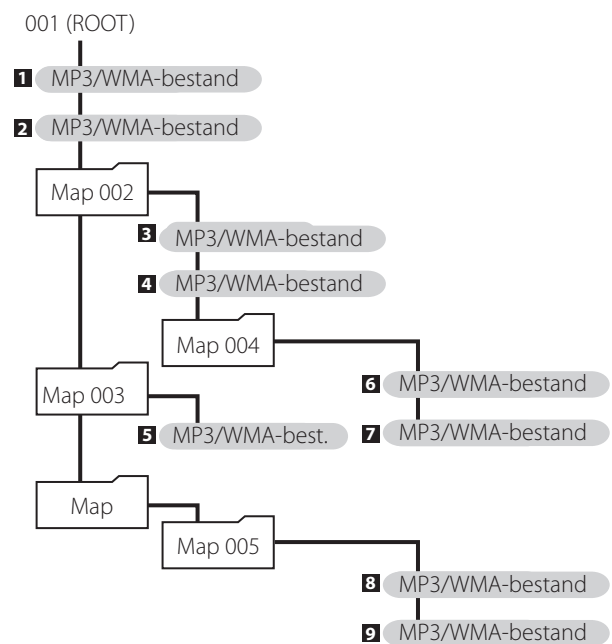 001 (ROOT)
1 MP3/WMA-bestand
2 MP3/WMA-bestand
Map 002
3 MP3/WMA-bestand
4 MP3/WMA-bestand
Map 004
6 MP3/WMA-bestand
Map 003
5 MP3/WMA-best.
7 MP3/WMA-bestand
Map
Map 005
8 MP3/WMA-bestand
9 MP3/WMA-bestand